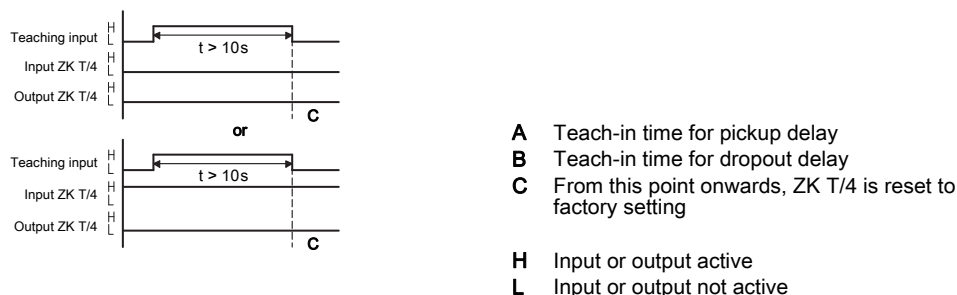 Teaching input H
L
t > 10s
Input ZK T/4 H
L
Output ZK T/4 H
L
C
or
Teaching input H
L
t > 10s
Input ZK T/4 H
L
Output ZK T/4 H
L
C
A Teach-in time for pickup delay
B Teach-in time for dropout delay
C From this point onwards, ZK T/4 is reset to
factory setting
H Input or output active
L Input or output not active